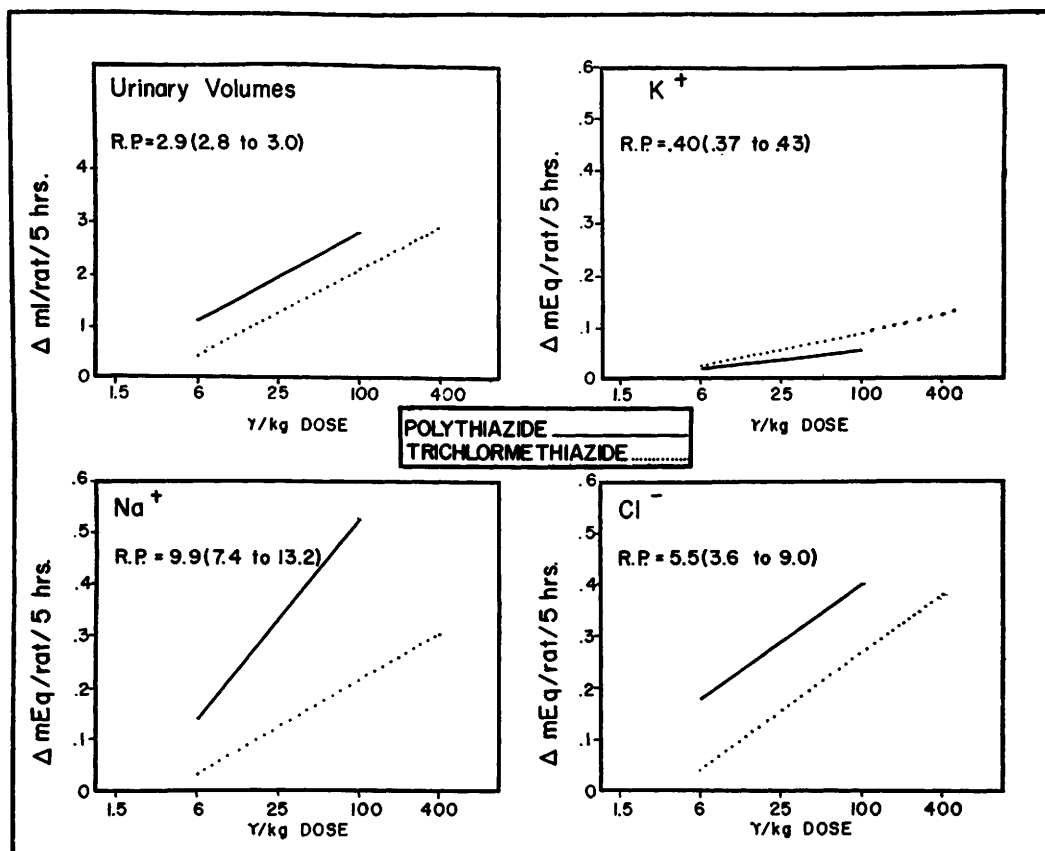 Urinary Volumes
R.P.=2.9(2.8 to 3.0)
Δ ml/rat/5 hrs.
4
3
2
1
0
1.5 6 25 100 400
γ/kg DOSE
K+
R.P.=.40(.37 to .43)
Δ mEq/rat/5 hrs.
.6
.5
.4
.3
.2
.1
0
1.5 6 25 100 400
γ/kg DOSE
POLYTHIAZIDE
TRICHLORMETHIAZIDE
Na+
R.P. = 9.9(7.4 to 13.2)
Δ mEq/rat/5 hrs.
.6
.5
.4
.3
.2
.1
0
1.5 6 25 100 400
γ/kg DOSE
Cl-
R.P.=5.5(3.6 to 9.0)
Δ mEq/rat/5 hrs.
.6
.5
.4
.3
.2
.1
0
1.5 6 25 100 400
γ/kg DOSE